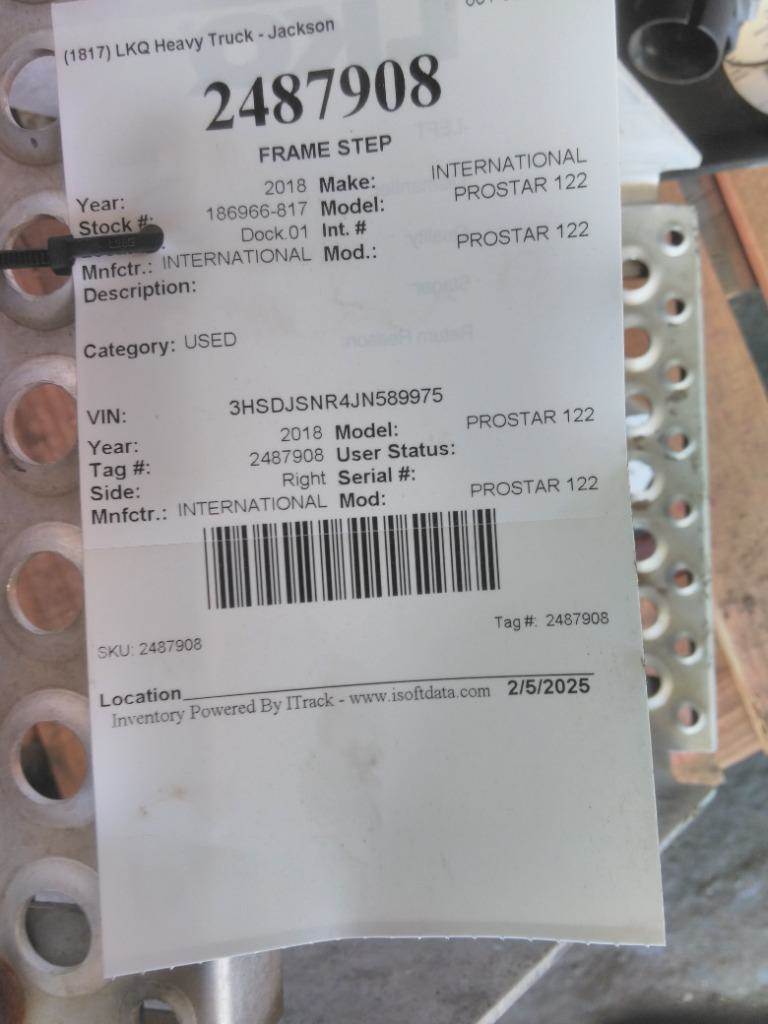 (1817) LKQ Heavy Truck - Jackson
2487908
FRAME STEP
Year: 2018 Make: INTERNATIONAL
Stock #: 186966-817 Model: PROSTAR 122
Dock.01 Int. #
Mnfctr.: INTERNATIONAL Mod.: PROSTAR 122
Description:
Category: USED
VIN: 3HSDJSNR4JN589975
Year: 2018 Model: PROSTAR 122
Tag #: 2487908 User Status:
Side: Right Serial #:
Mnfctr.: INTERNATIONAL Mod: PROSTAR 122
SKU: 2487908 Tag #: 2487908
Location
Inventory Powered By ITrack - www.isoftdata.com 2/5/2025